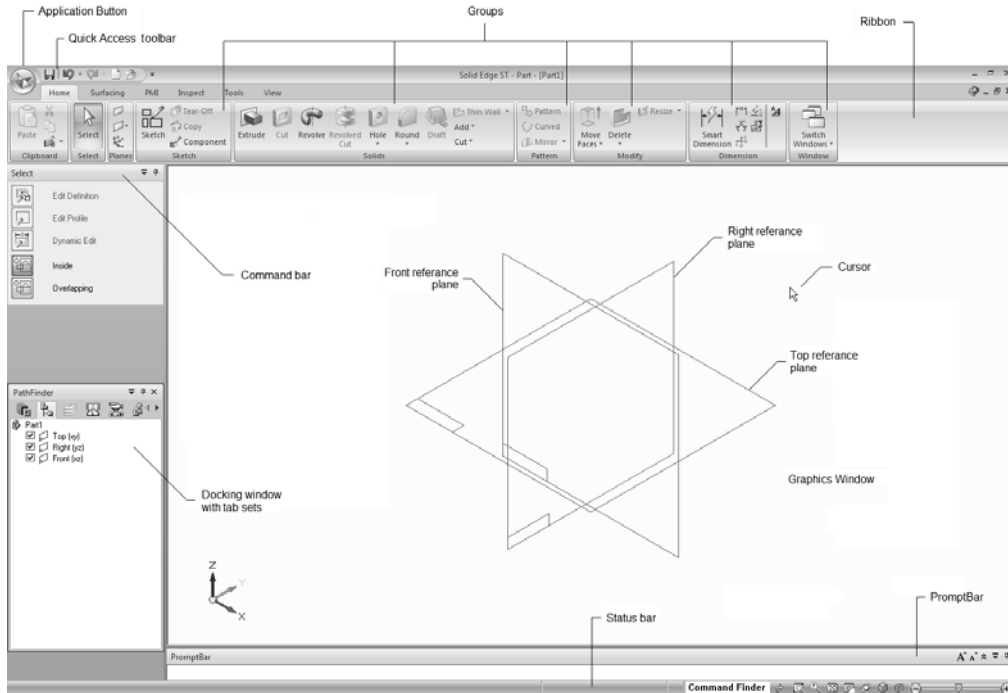 Application Button
Groups
Ribbon
Quick Access toolbar
Solid Edge ST - Part - [Part1]
Home Surfacing PMI Inspect Tools View
Paste
Clipboard
Select
Select
Planes
Sketch
Tear-Off
Copy
Component
Sketch
Extrude
Cut
Revolve
Revolved Cut
Hole
Round
Draft
Thin Wall
Add
Cut
Solids
Pattern
Curved
Mirror
Pattern
Move Faces
Delete
Resize
Modify
Smart Dimension
Dimension
Switch Windows
Window
Select
Edit Definition
Edit Profile
Dynamic Edit
Inside
Overlapping
Command bar
Front referance
plane
Right referance
plane
Cursor
Top referance
plane
PathFinder
Part1
Top (xy)
Right (yz)
Front (xz)
Docking window
with tab sets
Graphics Window
Z
Y
X
Status bar
PromptBar
PromptBar
Command Finder